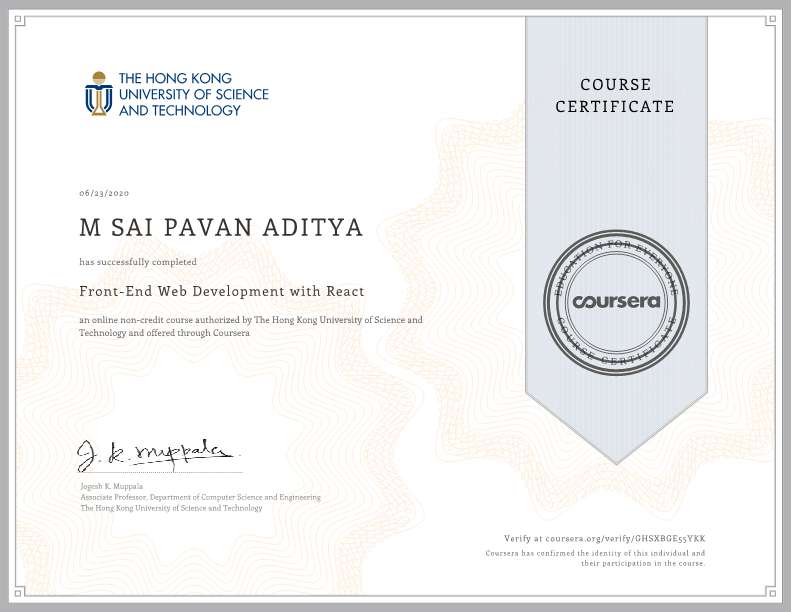 THE HONG KONG
UNIVERSITY OF SCIENCE
AND TECHNOLOGY
COURSE
CERTIFICATE
06/23/2020
M SAI PAVAN ADITYA
has successfully completed
Front-End Web Development with React
an online non-credit course authorized by The Hong Kong University of Science and
Technology and offered through Coursera
EDUCATION FOR EVERYONE
coursera
COURSE CERTIFICATE
J. K. Muppala
Jogesh K. Muppala
Associate Professor, Department of Computer Science and Engineering
The Hong Kong University of Science and Technology
Verify at coursera.org/verify/GHSXBGE55YKK
Coursera has confirmed the identity of this individual and
their participation in the course.